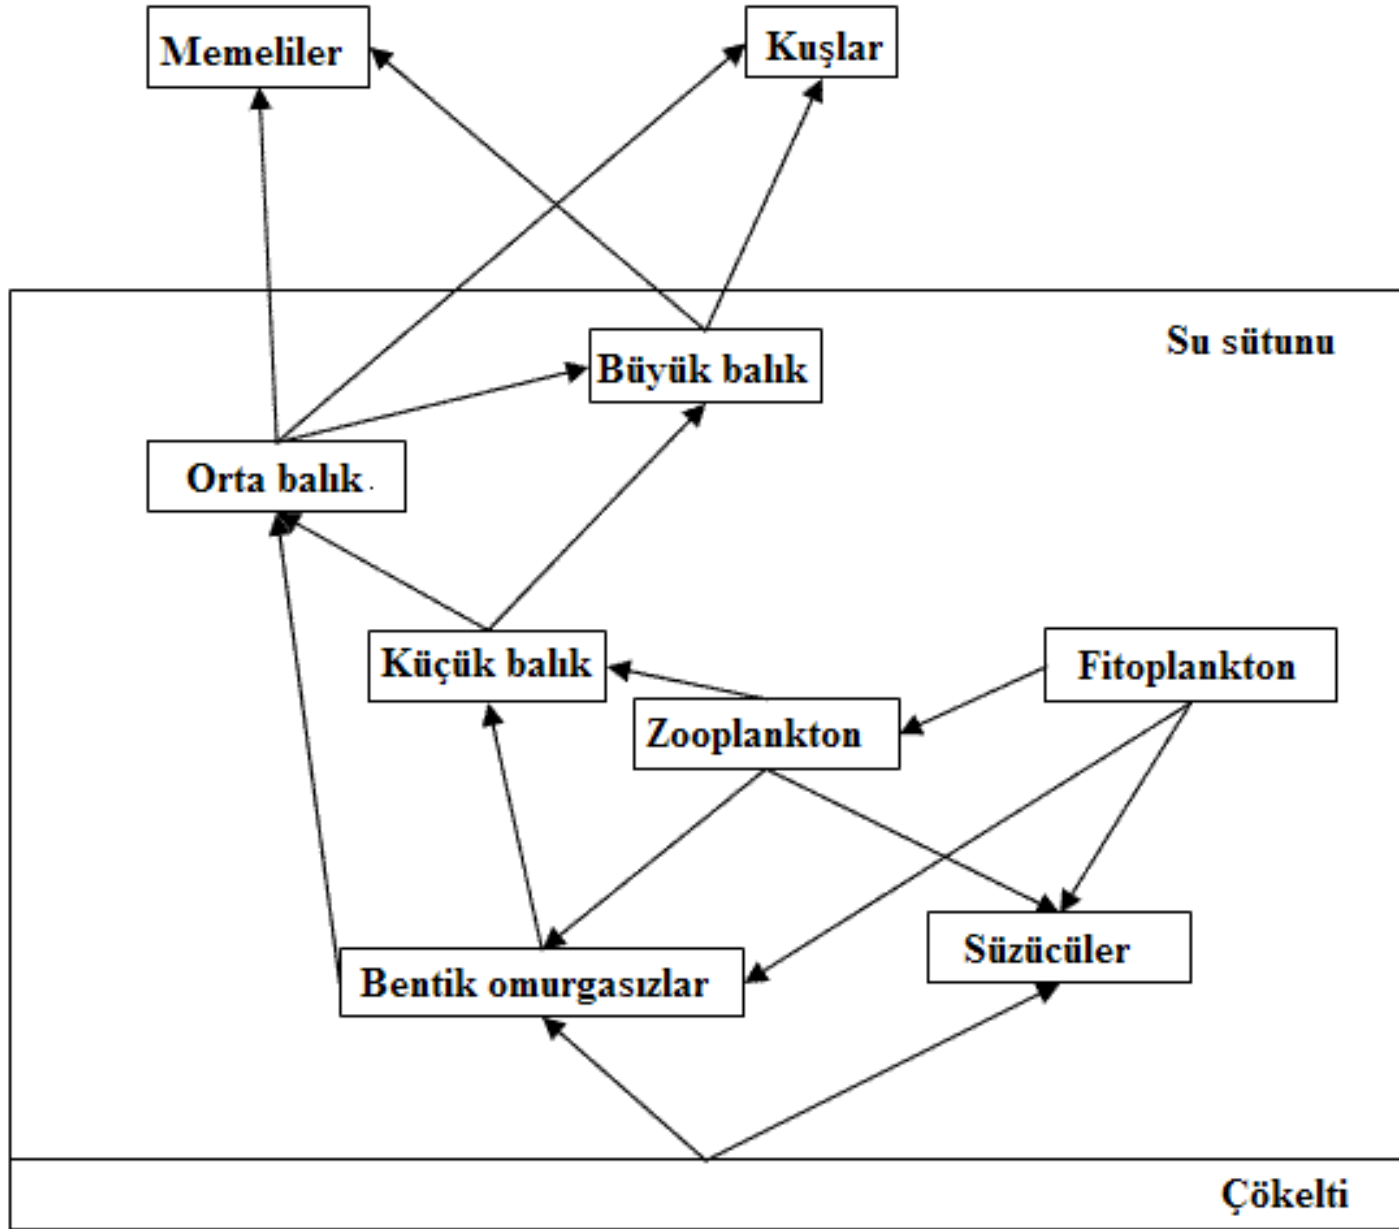 Memeliler
Kuşlar
Su sütunu
Büyük balık
Orta balık
Küçük balık
Fitoplankton
Zooplankton
Süzücüler
Bentik omurgasızlar
Çökelti